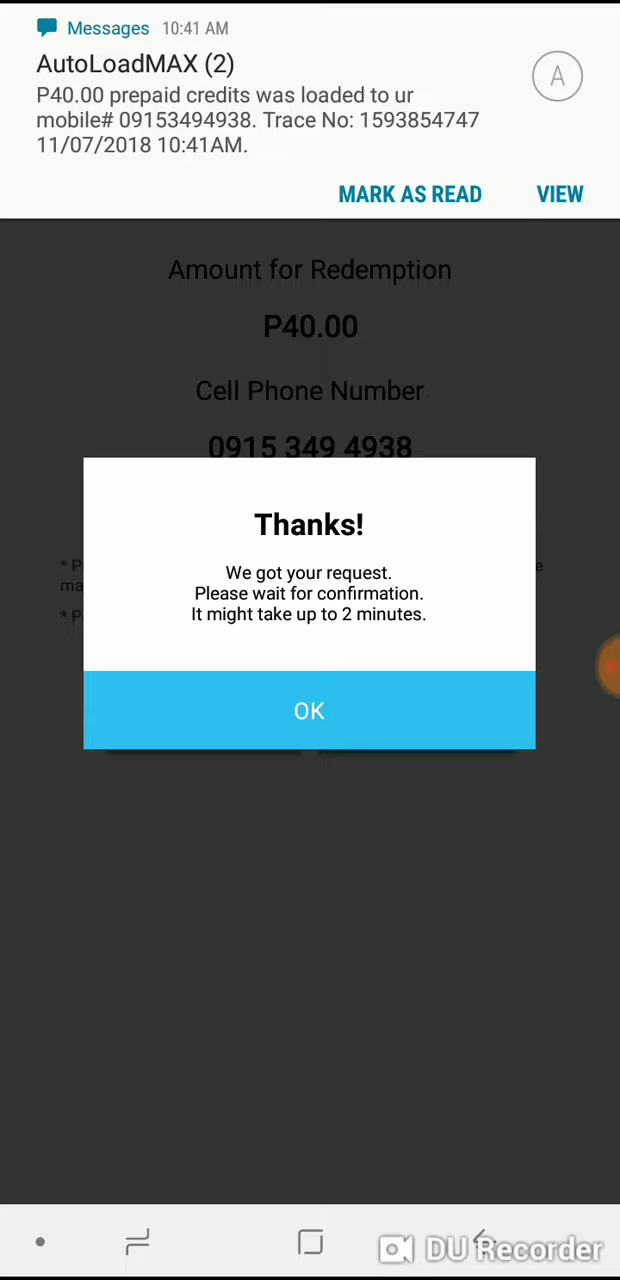 Messages 10:41 AM
AutoLoadMAX (2)
A
P40.00 prepaid credits was loaded to ur
mobile# 09153494938. Trace No: 1593854747
11/07/2018 10:41AM.
MARK AS READ VIEW
Amount for Redemption
P40.00
Cell Phone Number
0915 349 4938
Thanks!
We got your request.
Please wait for confirmation.
It might take up to 2 minutes.
OK
DU Recorder